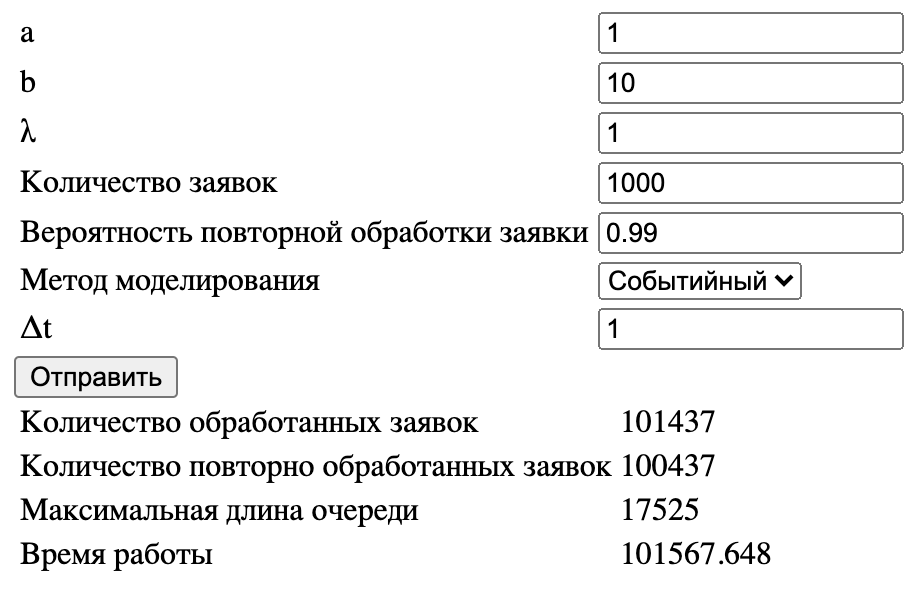 a 1
b 10
λ 1
Количество заявок 1000
Вероятность повторной обработки заявки 0.99
Метод моделирования Событийный
Δt 1
Отправить
Количество обработанных заявок 101437
Количество повторно обработанных заявок 100437
Максимальная длина очереди 17525
Время работы 101567.648